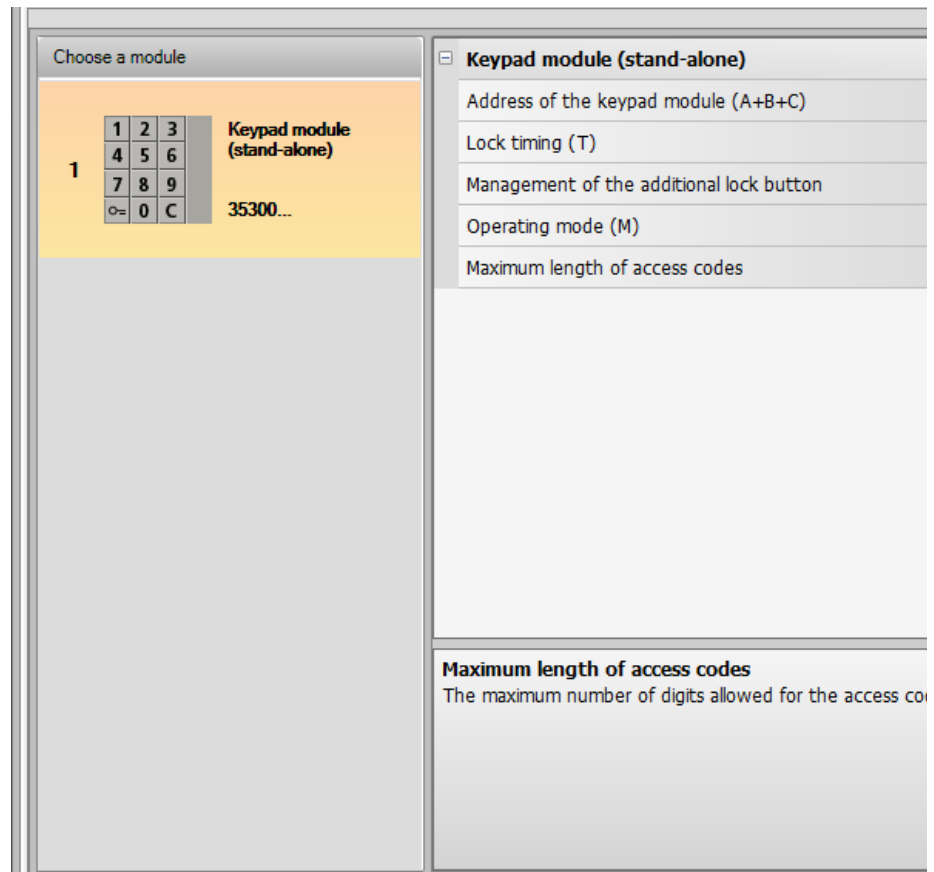 Choose a module
1
1 2 3
4 5 6
7 8 9
0 C
Keypad module
(stand-alone)
35300...
Keypad module (stand-alone)
Address of the keypad module (A+B+C)
Lock timing (T)
Management of the additional lock button
Operating mode (M)
Maximum length of access codes
Maximum length of access codes
The maximum number of digits allowed for the access